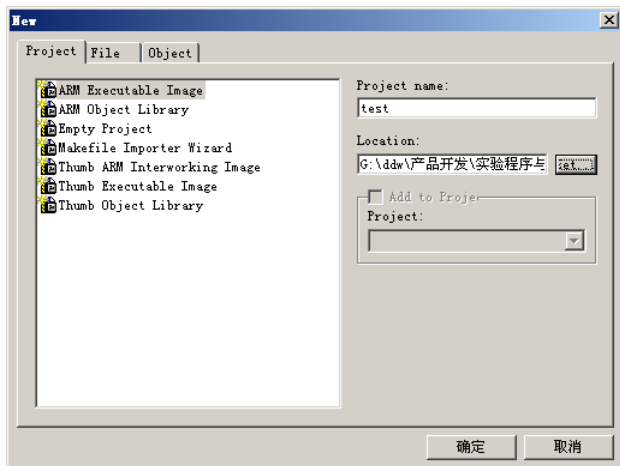 New
Project File Object
ARM Executable Image
ARM Object Library
Empty Project
Makefile Importer Wizard
Thumb ARM Interworking Image
Thumb Executable Image
Thumb Object Library
Project name:
test
Location:
G:\ddw\产品开发\实验程序与
et...
Add to Proje
Project:
确定 取消